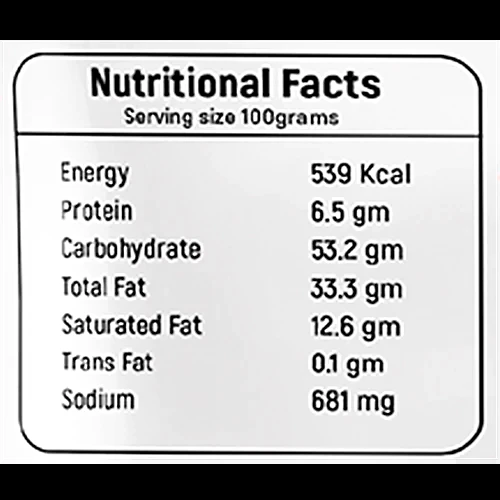 Nutritional Facts
Serving size 100grams
Energy 539 Kcal
Protein 6.5 gm
Carbohydrate 53.2 gm
Total Fat 33.3 gm
Saturated Fat 12.6 gm
Trans Fat 0.1 gm
Sodium 681 mg